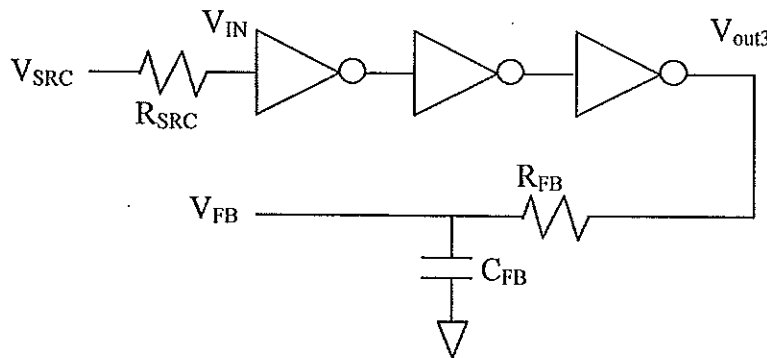 V_IN
V_out3
V_SRC
R_SRC
R_FB
V_FB
C_FB